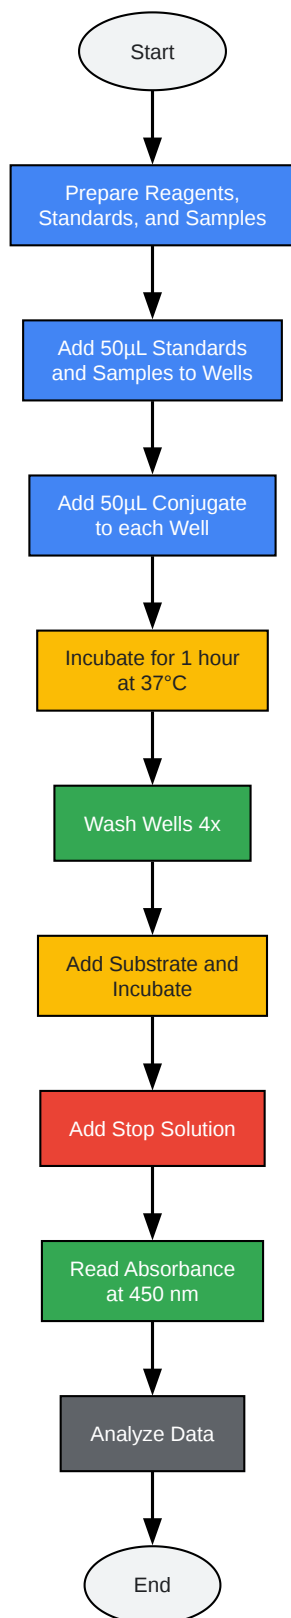 Start
Prepare Reagents,
Standards, and Samples
Add 50µL Standards
and Samples to Wells
Add 50µL Conjugate
to each Well
Incubate for 1 hour
at 37°C
Wash Wells 4x
Add Substrate and
Incubate
Add Stop Solution
Read Absorbance
at 450 nm
Analyze Data
End